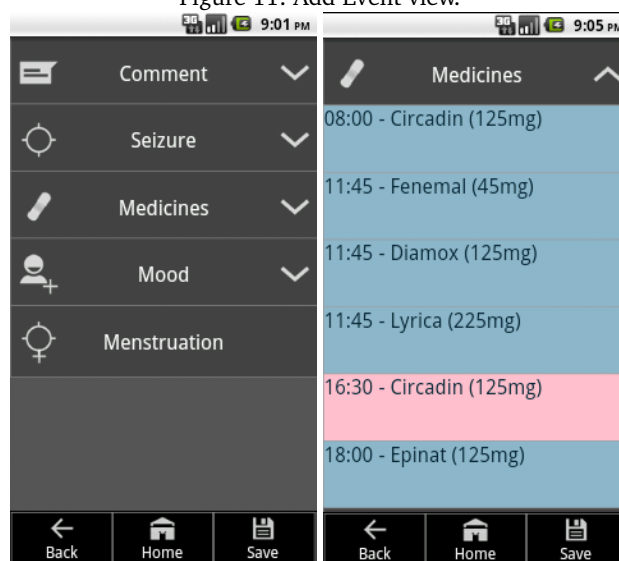 Figure 11: Add Event view.
3G 9:01 PM
Comment
Seizure
Medicines
Mood
Menstruation
Back Home Save
3G 9:05 PM
Medicines
08:00 - Circadin (125mg)
11:45 - Fenemal (45mg)
11:45 - Diamox (125mg)
11:45 - Lyrica (225mg)
16:30 - Circadin (125mg)
18:00 - Epinat (125mg)
Back Home Save